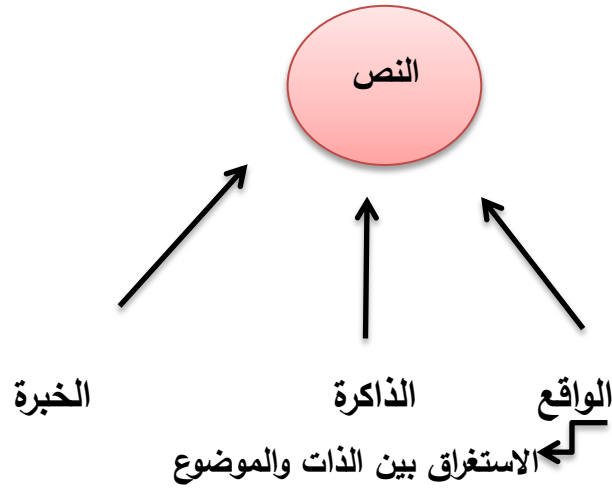 النص
الواقع الذاكرة الخبرة
الاستغراق بين الذات والموضوع